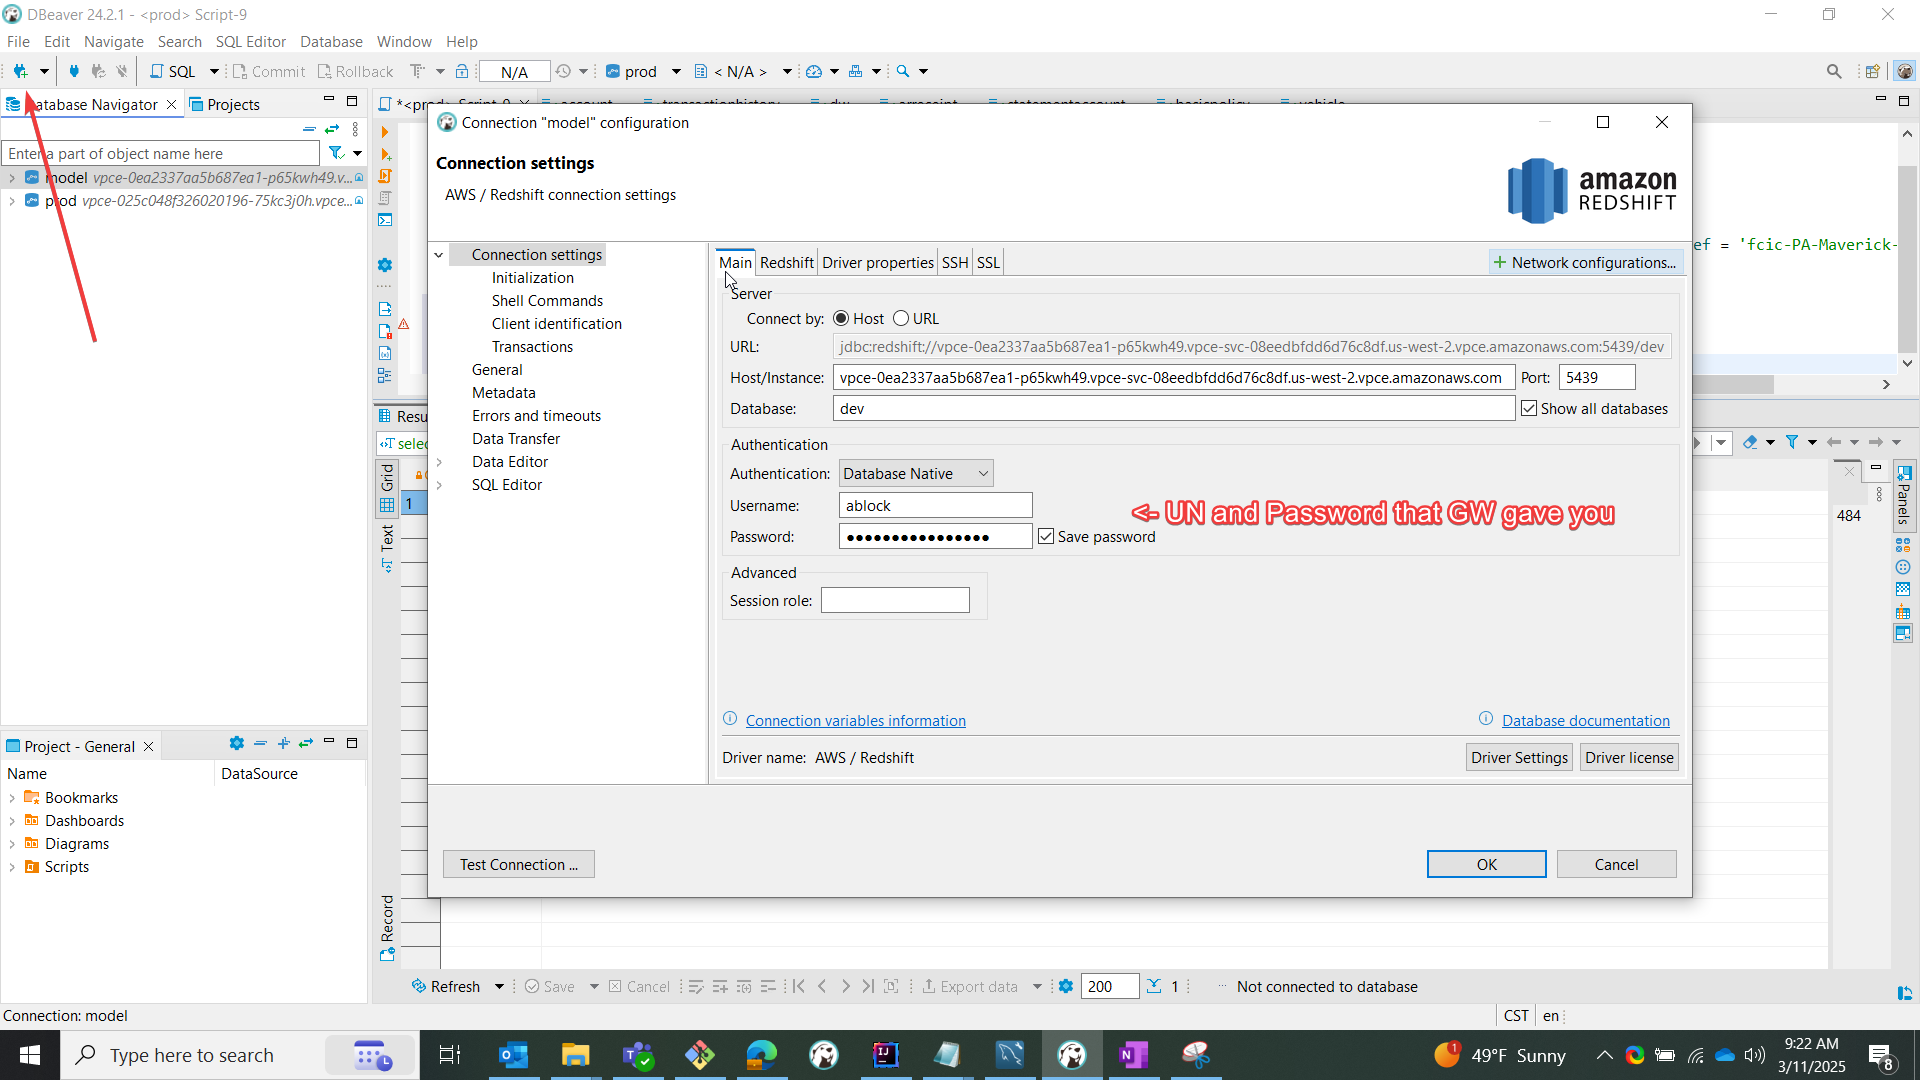 DBeaver 24.2.1 - <prod> Script-9
File Edit Navigate Search SQL Editor Database Window Help
SQL Commit Rollback N/A prod < N/A >
Database Navigator Projects
*<prod> Script-9
Enter a part of object name here
model vpce-0ea2337aa5b687ea1-p65kwh49.v...
prod vpce-025c048f326020196-75kc3j0h.vpce...
Connection "model" configuration
Connection settings
AWS / Redshift connection settings
amazon
REDSHIFT
ef = 'fcic-PA-Maverick-
Connection settings
Initialization
Shell Commands
Client identification
Transactions
General
Metadata
Errors and timeouts
Data Transfer
Data Editor
SQL Editor
Main Redshift Driver properties SSH SSL
Network configurations...
Server
Connect by: Host URL
URL: jdbc:redshift://vpce-0ea2337aa5b687ea1-p65kwh49.vpce-svc-08eedbfdd6d76c8df.us-west-2.vpce.amazonaws.com:5439/dev
Host/Instance: vpce-0ea2337aa5b687ea1-p65kwh49.vpce-svc-08eedbfdd6d76c8df.us-west-2.vpce.amazonaws.com Port: 5439
Database: dev Show all databases
Authentication
Authentication: Database Native
Username: ablock
<- UN and Password that GW gave you
Password: ●●●●●●●●●●●●●●●● Save password
Advanced
Session role:
Connection variables information
Database documentation
Driver name: AWS / Redshift
Driver Settings Driver license
Test Connection ...
OK Cancel
Resu
selec
Grid
1
Text
Record
484
Panels
Project - General
Name DataSource
Bookmarks
Dashboards
Diagrams
Scripts
Refresh Save Cancel Export data 200 1 Not connected to database
Connection: model
CST en
Type here to search
49°F Sunny
9:22 AM
3/11/2025
8